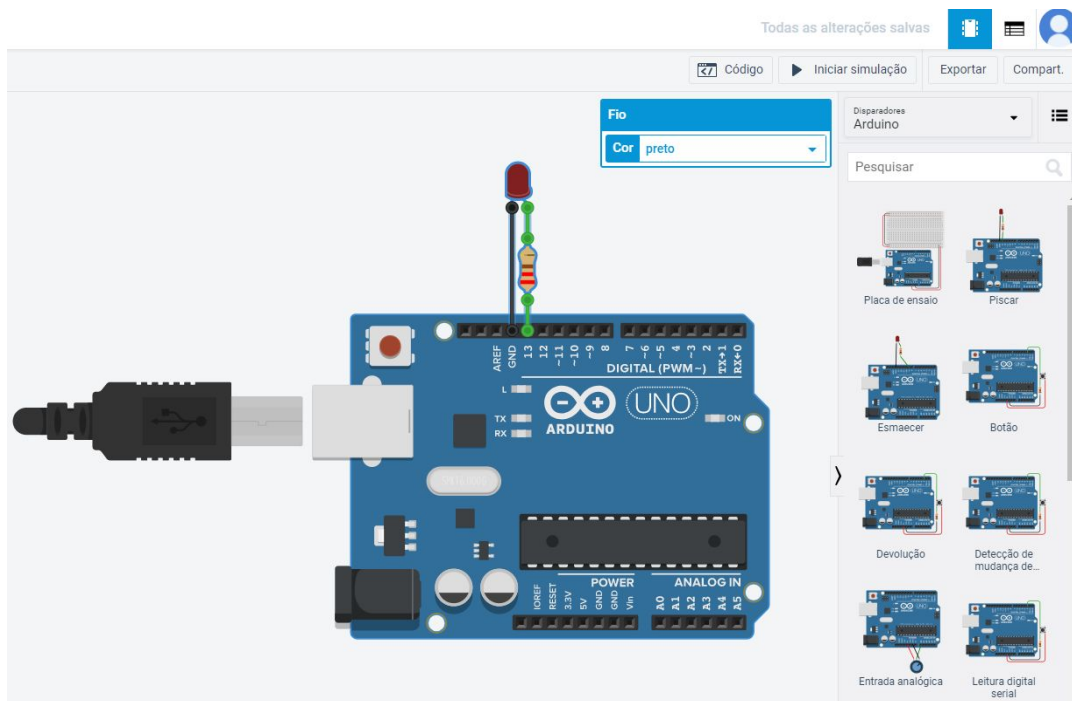 Todas as alterações salvas
Código
Iniciar simulação
Exportar
Compart.
Fio
Cor preto
Disparadores
Arduino
Pesquisar
Placa de ensaio
Piscar
Esmaecer
Botão
Devolução
Detecção de
mudança de...
Entrada analógica
Leitura digital
serial
AREF
GND
13
12
~11
~10
~9
8
7
~6
~5
4
~3
2
TX→1
RX←0
DIGITAL (PWM~)
L
TX
RX
ARDUINO
UNO
ON
IOREF
RESET
3.3V
5V
GND
GND
Vin
POWER
ANALOG IN
A0
A1
A2
A3
A4
A5